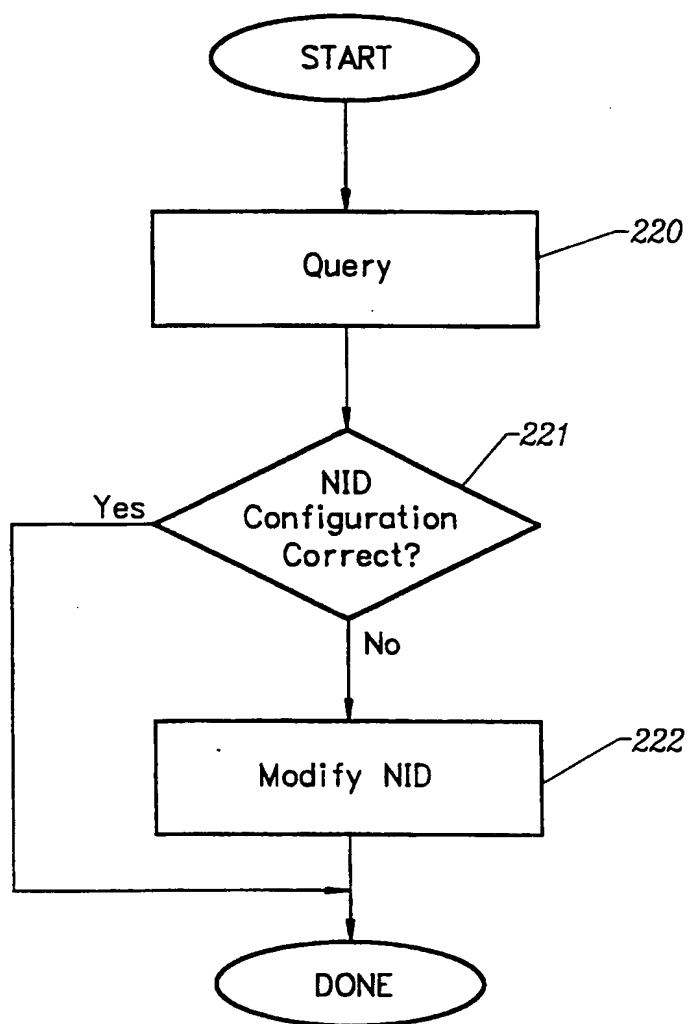 START
Query
220
221
Yes
NID
Configuration
Correct?
No
Modify NID
222
DONE